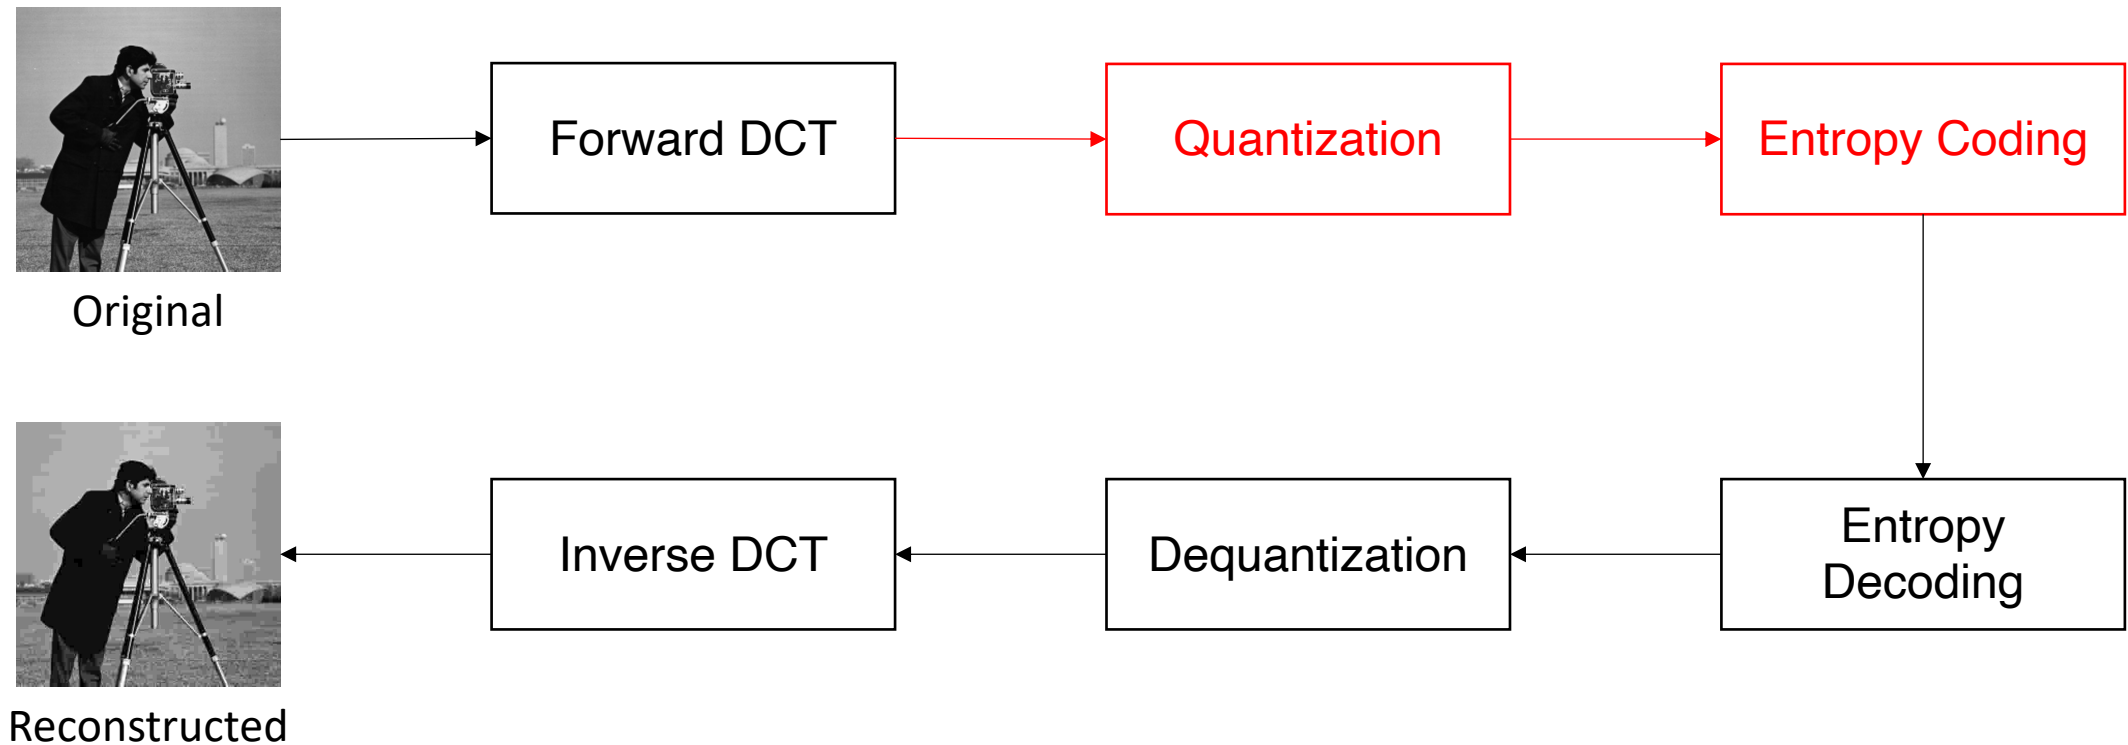 Forward DCT
Quantization
Entropy Coding
Original
Inverse DCT
Dequantization
Entropy
Decoding
Reconstructed